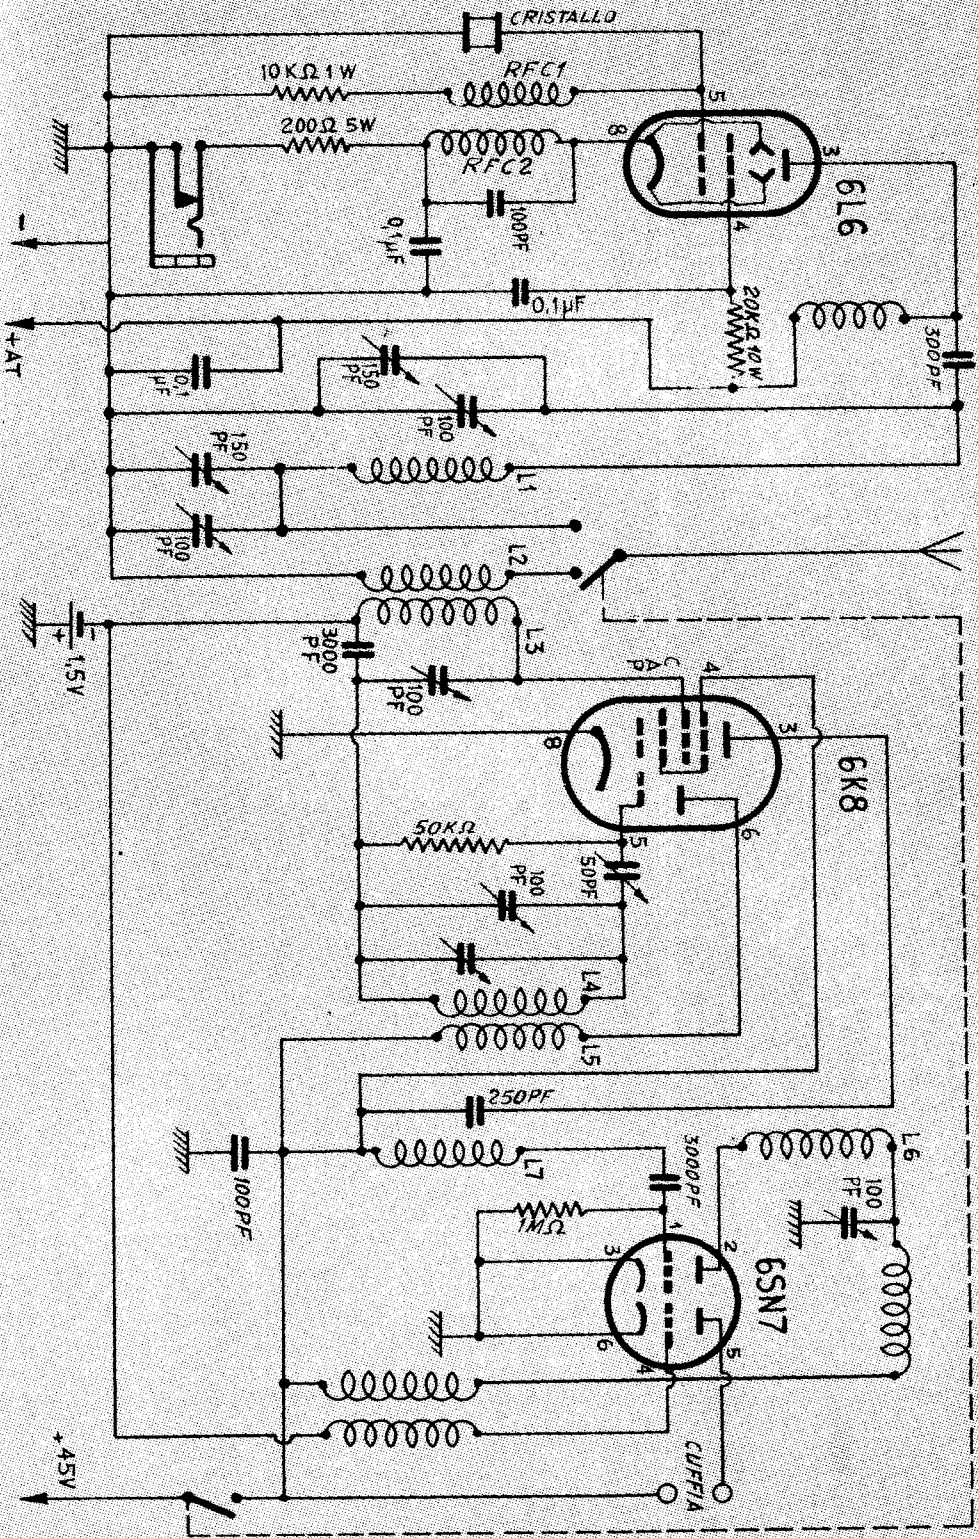 CRISTALLO
10KΩ 1W
RFC1
200Ω 5W
RFC2
100PF
0,1µF
0,1µF
5
8
3
4
6L6
20KΩ 10W
300PF
-
+AT
0,1
µF
150
PF
100
PF
150
PF
100
PF
L1
L2
L3
1,5V
-
+
3000
PF
100
PF
CAP
4
3
8
5
6
6K8
50KΩ
50PF
100
PF
L4
L5
250PF
100PF
L7
3000PF
1MΩ
L6
100
PF
1
2
3
6
4
5
6SN7
CUFFIA
+45V